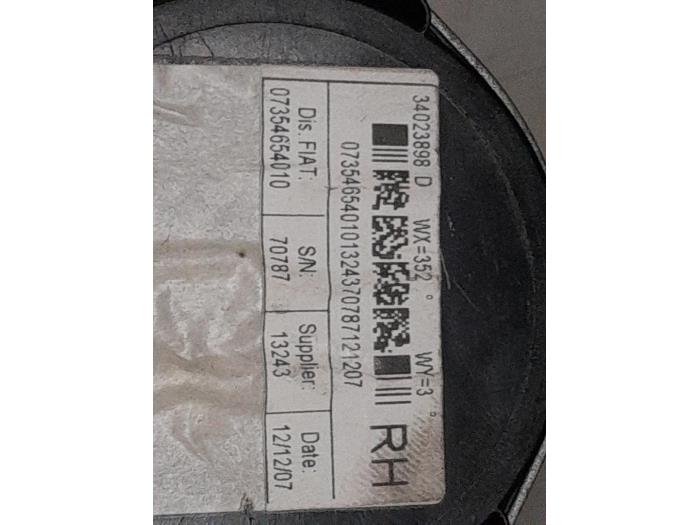 34023898 D WX=352 ° WY=3 °
RH
07354654010132437078712​1207
Dis. FIAT: S/N: Supplier: Date:
07354654010 70787 13243 12/12/07